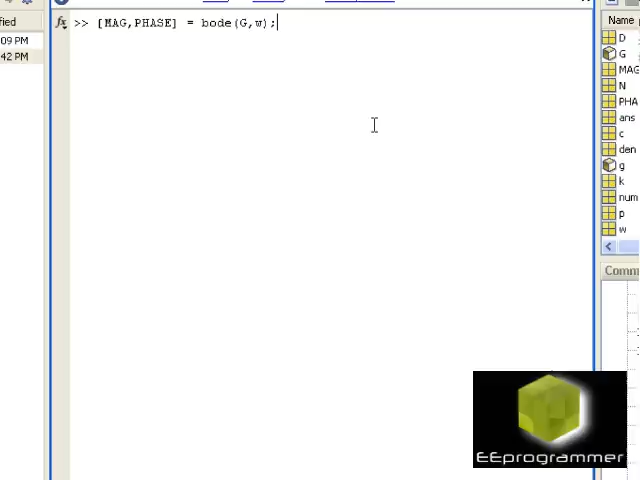 fied
:09 PM
:42 PM
fx >> [MAG,PHASE] = bode(G,w);
Name
D
G
MAG
N
PHA
ans
c
den
g
k
num
p
w
Comm
EEprogrammer